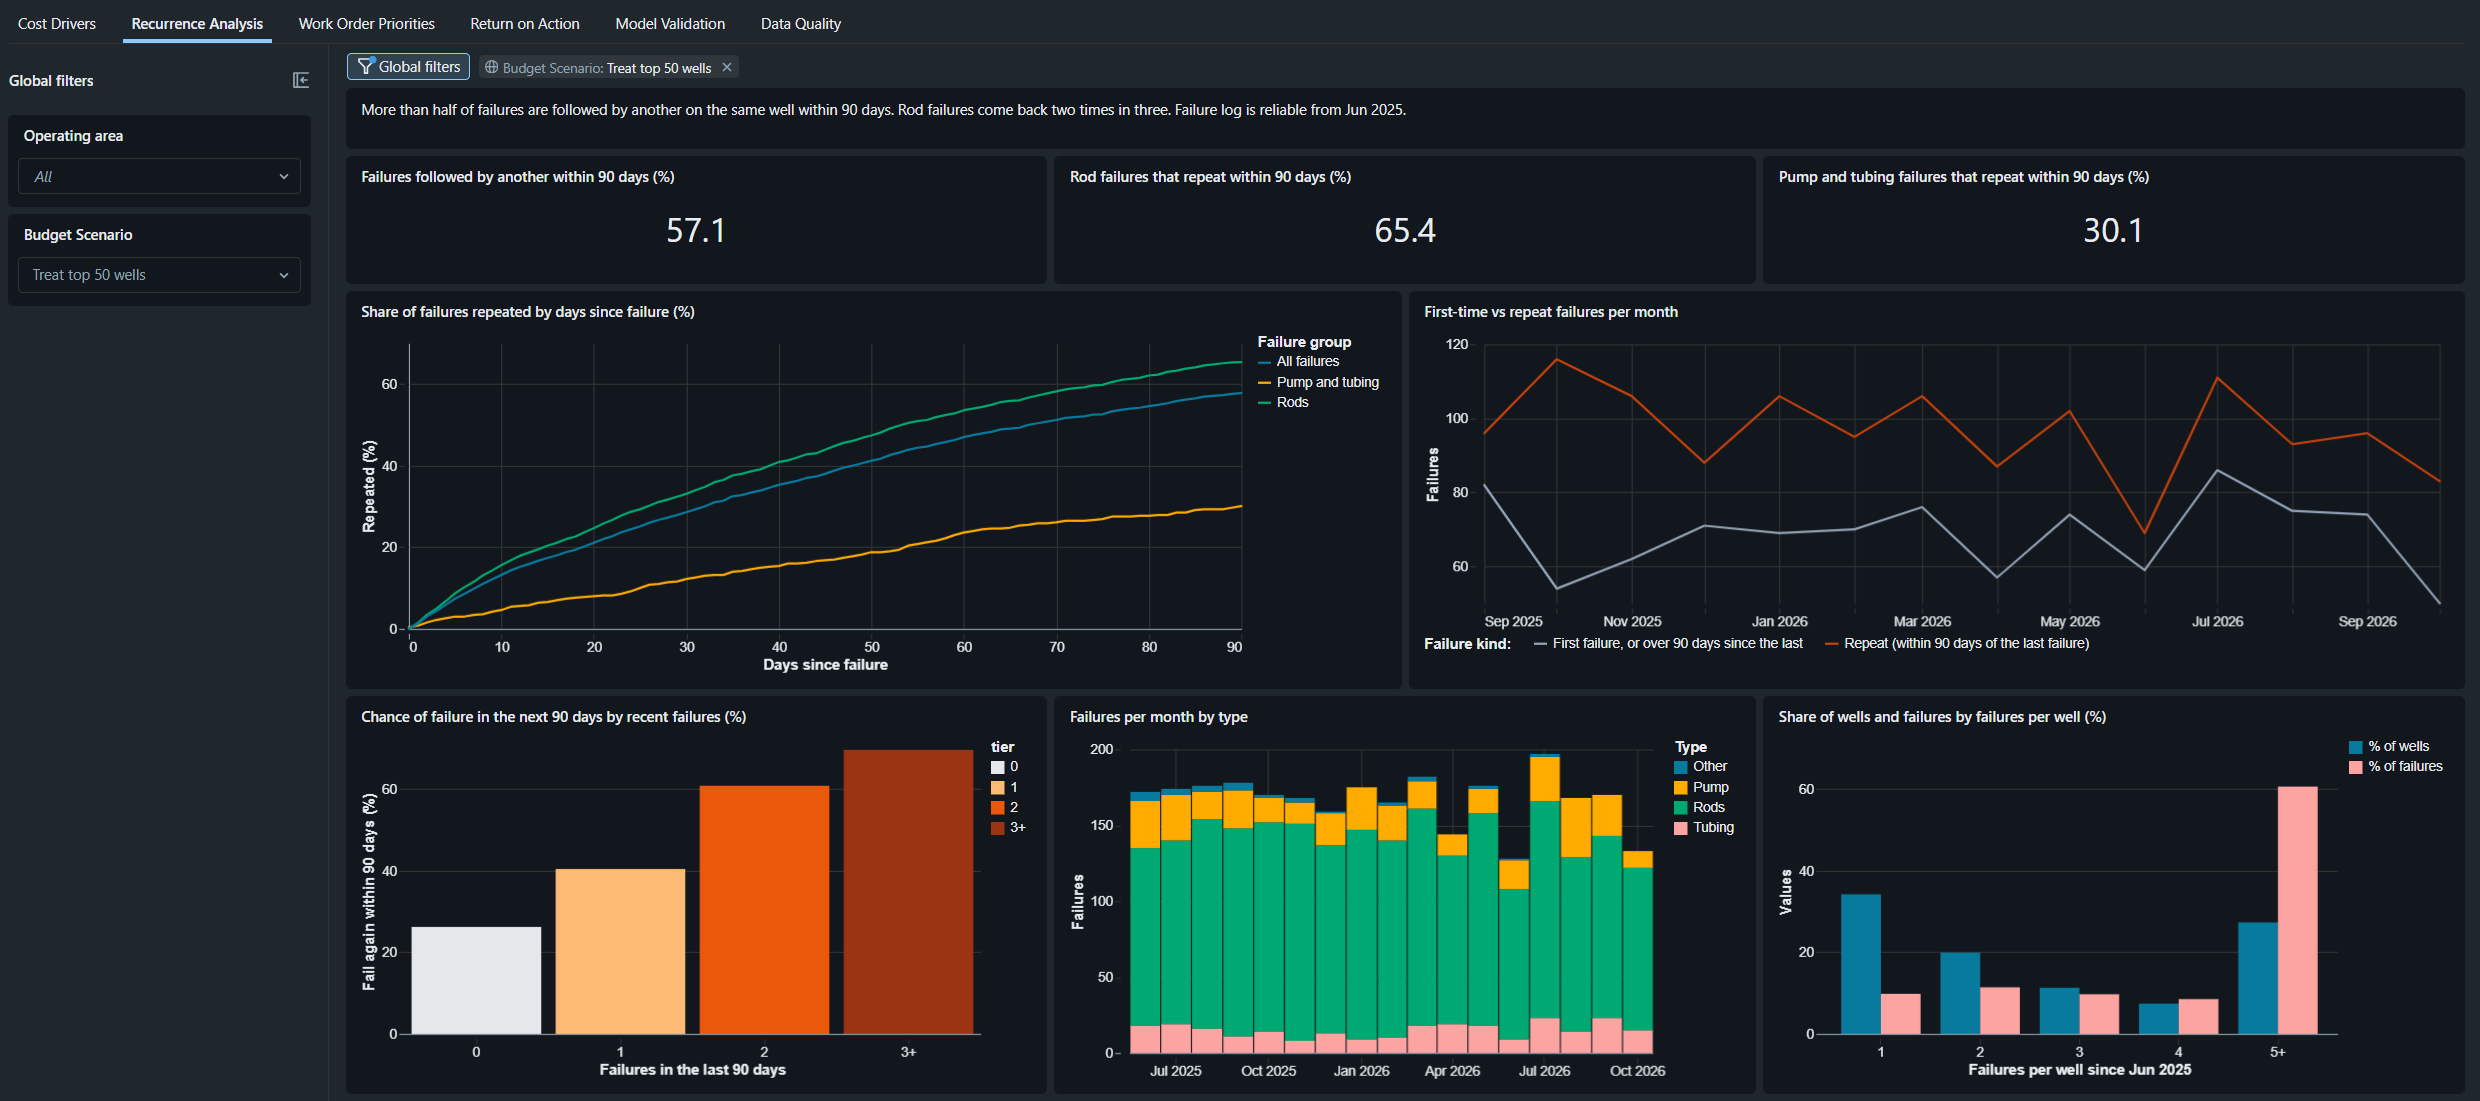 Cost Drivers
Recurrence Analysis
Work Order Priorities
Return on Action
Model Validation
Data Quality
Global filters
Operating area
All
Budget Scenario
Treat top 50 wells
Global filters
Budget Scenario: Treat top 50 wells
More than half of failures are followed by another on the same well within 90 days. Rod failures come back two times in three. Failure log is reliable from Jun 2025.
Failures followed by another within 90 days (%)
57.1
Rod failures that repeat within 90 days (%)
65.4
Pump and tubing failures that repeat within 90 days (%)
30.1
Share of failures repeated by days since failure (%)
Repeated (%)
60
40
20
0
0 10 20 30 40 50 60 70 80 90
Days since failure
Failure group
All failures
Pump and tubing
Rods
First-time vs repeat failures per month
Failures
120
100
80
60
Sep 2025 Nov 2025 Jan 2026 Mar 2026 May 2026 Jul 2026 Sep 2026
Failure kind: First failure, or over 90 days since the last Repeat (within 90 days of the last failure)
Chance of failure in the next 90 days by recent failures (%)
Fail again within 90 days (%)
60
40
20
0
0 1 2 3+
Failures in the last 90 days
tier
0
1
2
3+
Failures per month by type
Failures
200
150
100
50
0
Jul 2025 Oct 2025 Jan 2026 Apr 2026 Jul 2026 Oct 2026
Type
Other
Pump
Rods
Tubing
Share of wells and failures by failures per well (%)
Values
60
40
20
0
1 2 3 4 5+
Failures per well since Jun 2025
% of wells
% of failures